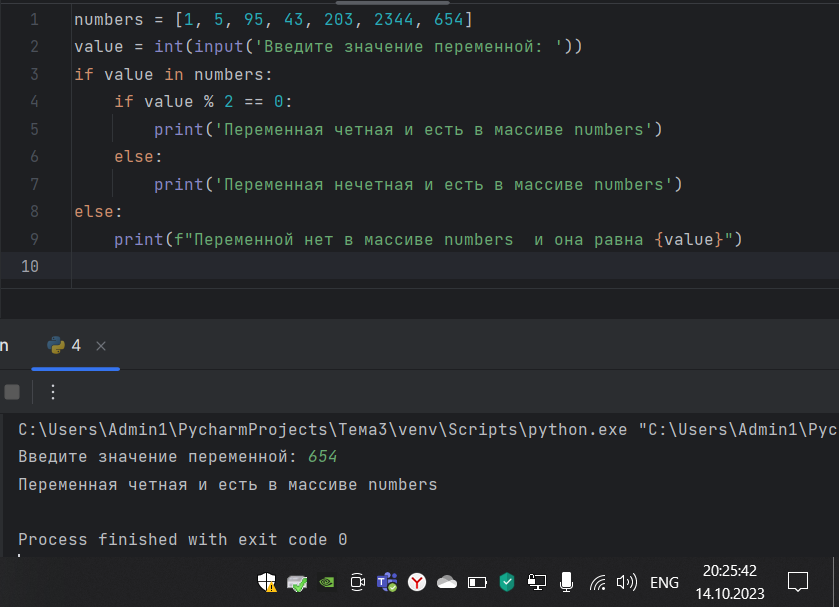 1 numbers = [1, 5, 95, 43, 203, 2344, 654]
2 value = int(input('Введите значение переменной: '))
3 if value in numbers:
4     if value % 2 == 0:
5         print('Переменная четная и есть в массиве numbers')
6     else:
7         print('Переменная нечетная и есть в массиве numbers')
8 else:
9     print(f"Переменной нет в массиве numbers  и она равна {value}")
10
n 4
C:\Users\Admin1\PycharmProjects\Тема3\venv\Scripts\python.exe "C:\Users\Admin1\Pyc
Введите значение переменной: 654
Переменная четная и есть в массиве numbers
Process finished with exit code 0
ENG
20:25:42
14.10.2023